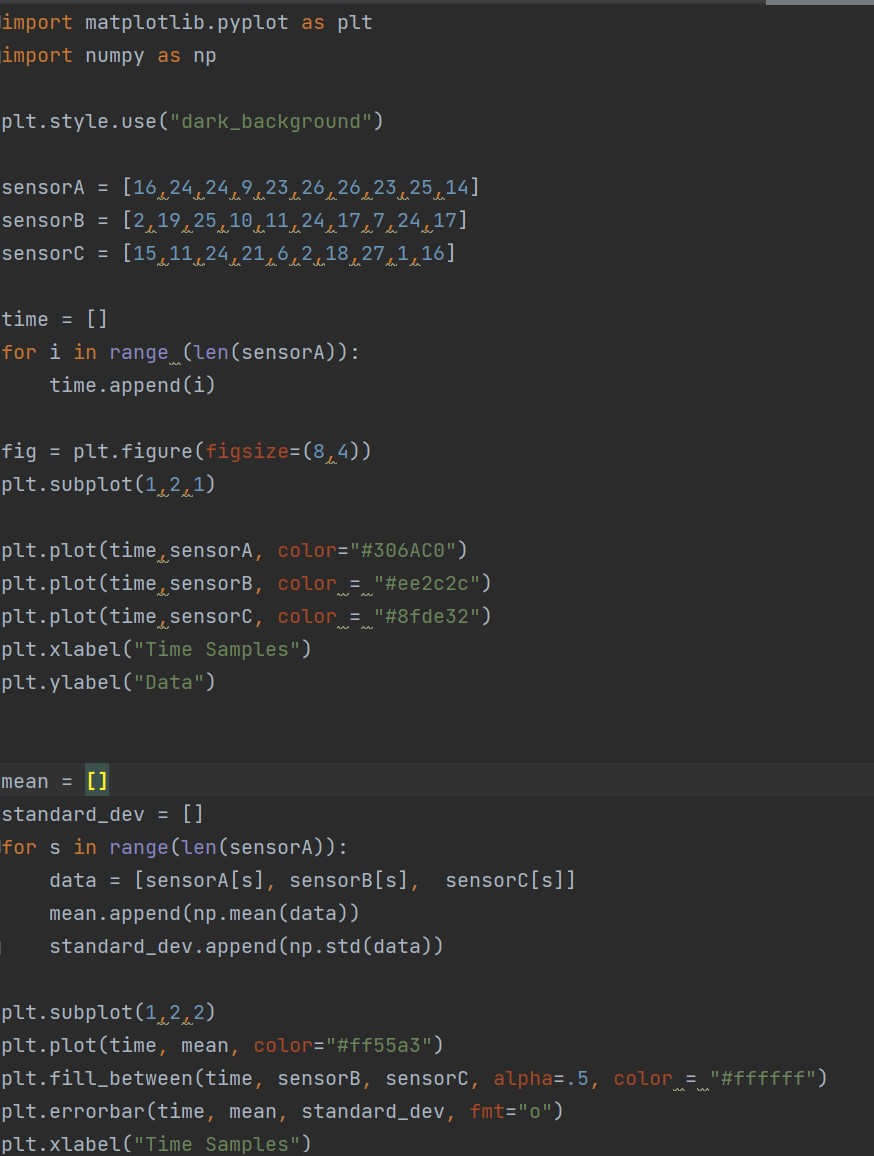 import matplotlib.pyplot as plt
import numpy as np
plt.style.use("dark_background")
sensorA = [16,24,24,9,23,26,26,23,25,14]
sensorB = [2,19,25,10,11,24,17,7,24,17]
sensorC = [15,11,24,21,6,2,18,27,1,16]
time = []
for i in range (len(sensorA)):
    time.append(i)
fig = plt.figure(figsize=(8,4))
plt.subplot(1,2,1)
plt.plot(time,sensorA, color="#306AC0")
plt.plot(time,sensorB, color = "#ee2c2c")
plt.plot(time,sensorC, color = "#8fde32")
plt.xlabel("Time Samples")
plt.ylabel("Data")
mean = []
standard_dev = []
for s in range(len(sensorA)):
    data = [sensorA[s], sensorB[s],  sensorC[s]]
    mean.append(np.mean(data))
    standard_dev.append(np.std(data))
plt.subplot(1,2,2)
plt.plot(time, mean, color="#ff55a3")
plt.fill_between(time, sensorB, sensorC, alpha=.5, color = "#ffffff")
plt.errorbar(time, mean, standard_dev, fmt="o")
plt.xlabel("Time Samples")